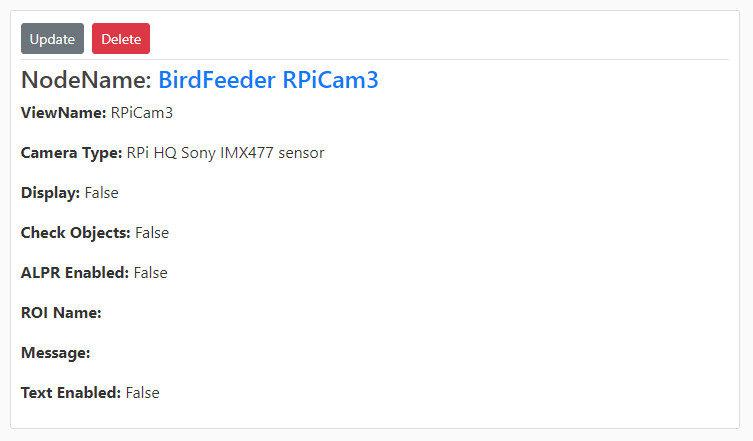 Update Delete
NodeName: BirdFeeder RPiCam3
ViewName: RPiCam3
Camera Type: RPi HQ Sony IMX477 sensor
Display: False
Check Objects: False
ALPR Enabled: False
ROI Name:
Message:
Text Enabled: False